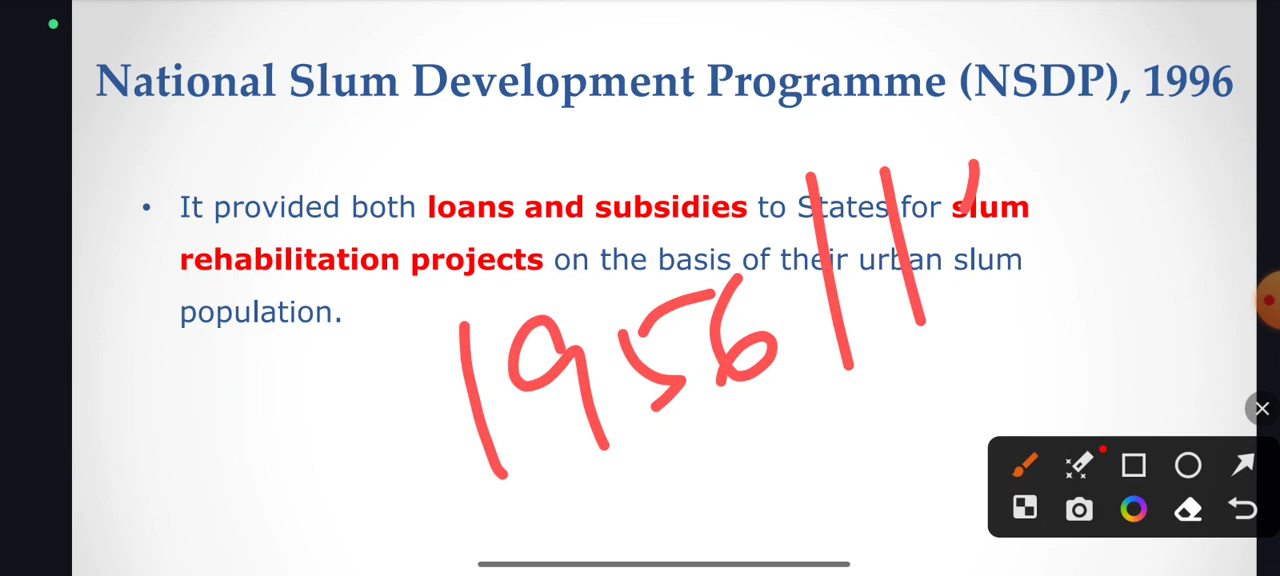 National Slum Development Programme (NSDP), 1996
• It provided both loans and subsidies to States for slum
rehabilitation projects on the basis of their urban slum
population.
1956